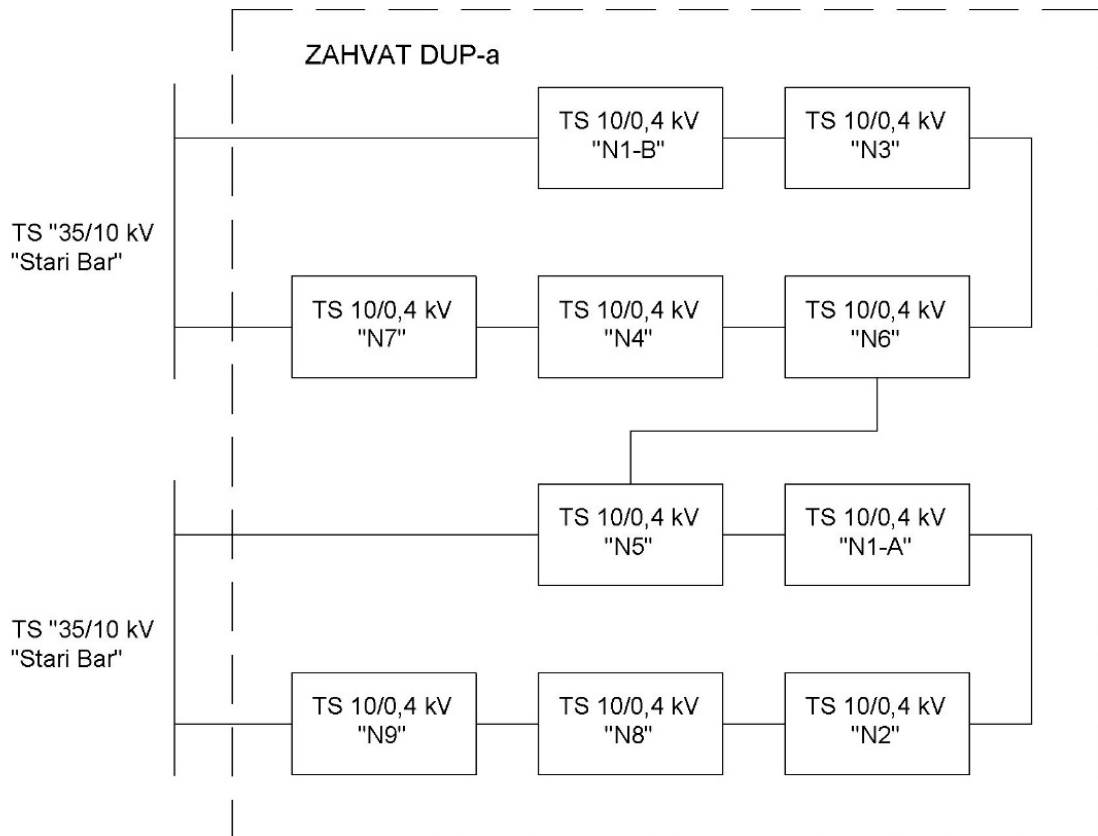 ZAHVAT DUP-a
TS 10/0,4 kV
"N1-B"
TS 10/0,4 kV
"N3"
TS "35/10 kV
"Stari Bar"
TS 10/0,4 kV
"N7"
TS 10/0,4 kV
"N4"
TS 10/0,4 kV
"N6"
TS 10/0,4 kV
"N5"
TS 10/0,4 kV
"N1-A"
TS "35/10 kV
"Stari Bar"
TS 10/0,4 kV
"N9"
TS 10/0,4 kV
"N8"
TS 10/0,4 kV
"N2"